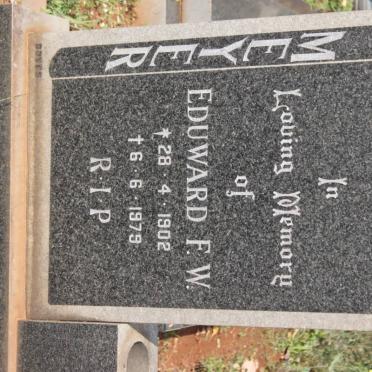 MEYER
In
Loving Memory
of
EDUWARD F. W.
* 28 · 4 · 1902
† 6 · 6 · 1979
R I P